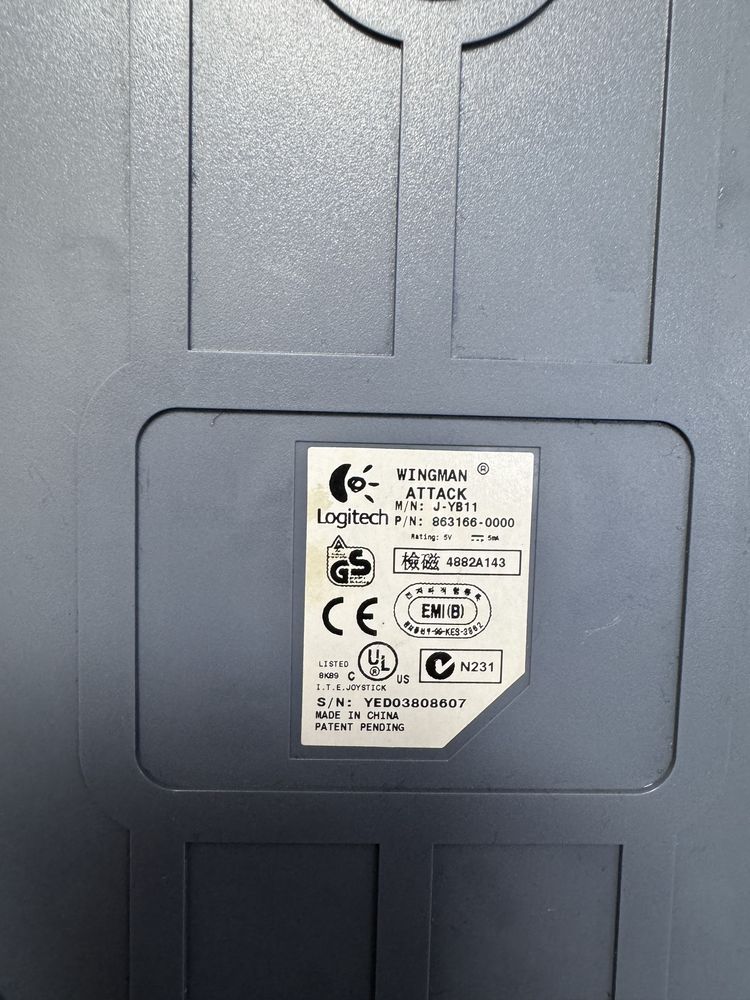 WINGMAN ®
ATTACK
Logitech
M/N: J-YB11
P/N: 863166-0000
Rating: 5V ⎓ 5mA
GS
檢磁 4882A143
CE
EMI(B)
LISTED
8K89
C UL US
I.T.E.JOYSTICK
N231
S/N: YED03808607
MADE IN CHINA
PATENT PENDING